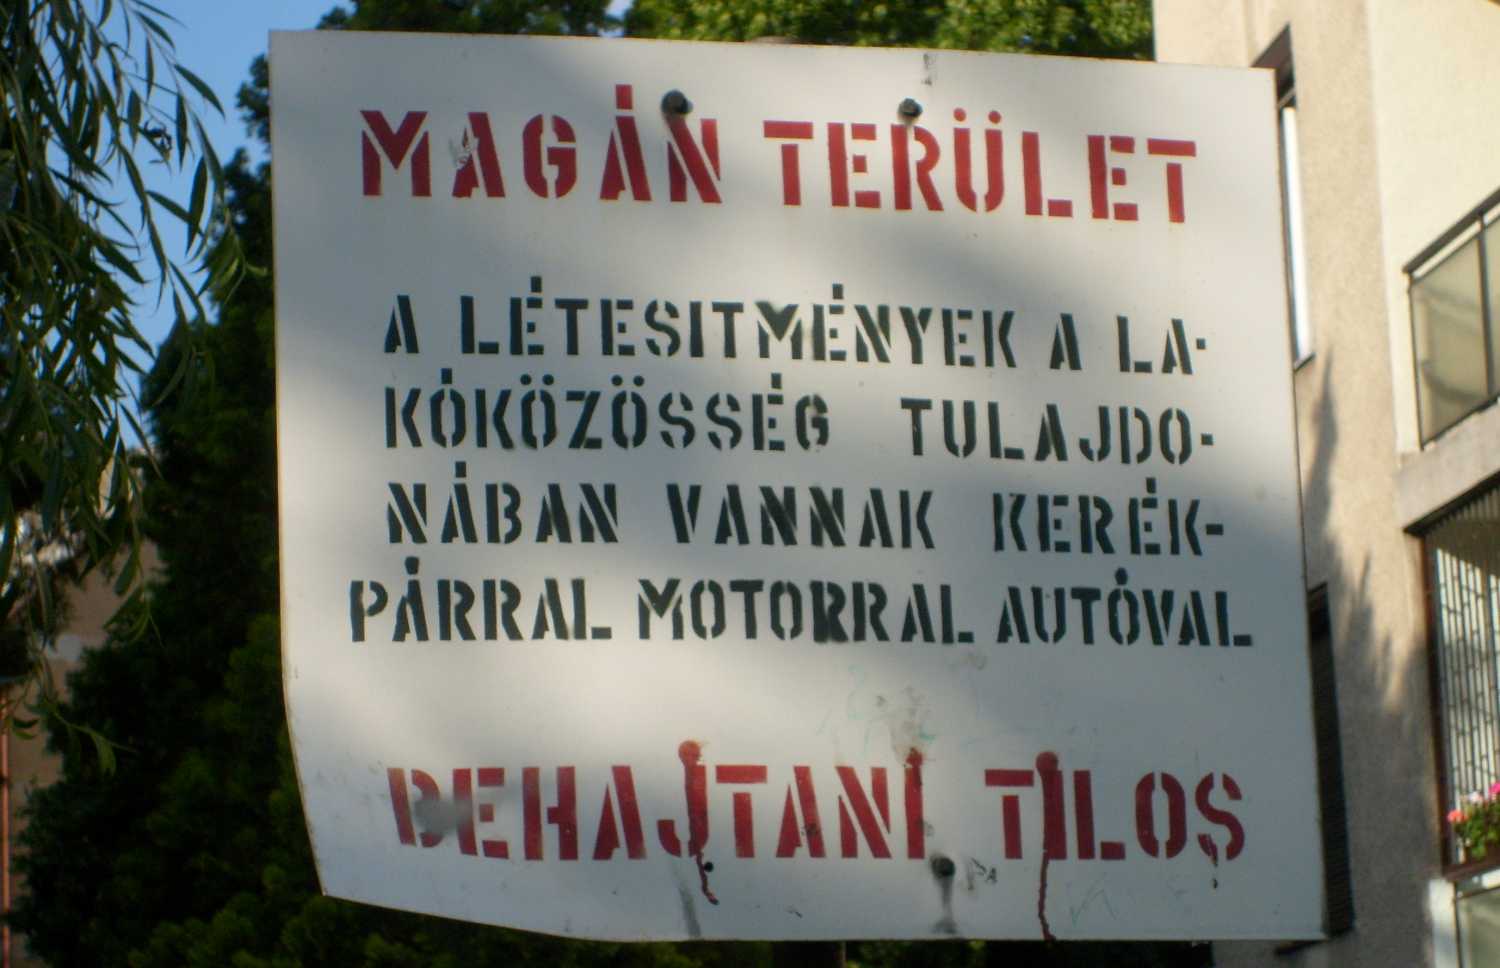 MAGÁN TERÜLET
A LÉTESITMÉNYEK A LA-
KÓKÖZÖSSÉG TULAJDO-
NÁBAN VANNAK KERÉK-
PÁRRAL MOTORRAL AUTÓVAL
BEHAJTANI TILOS